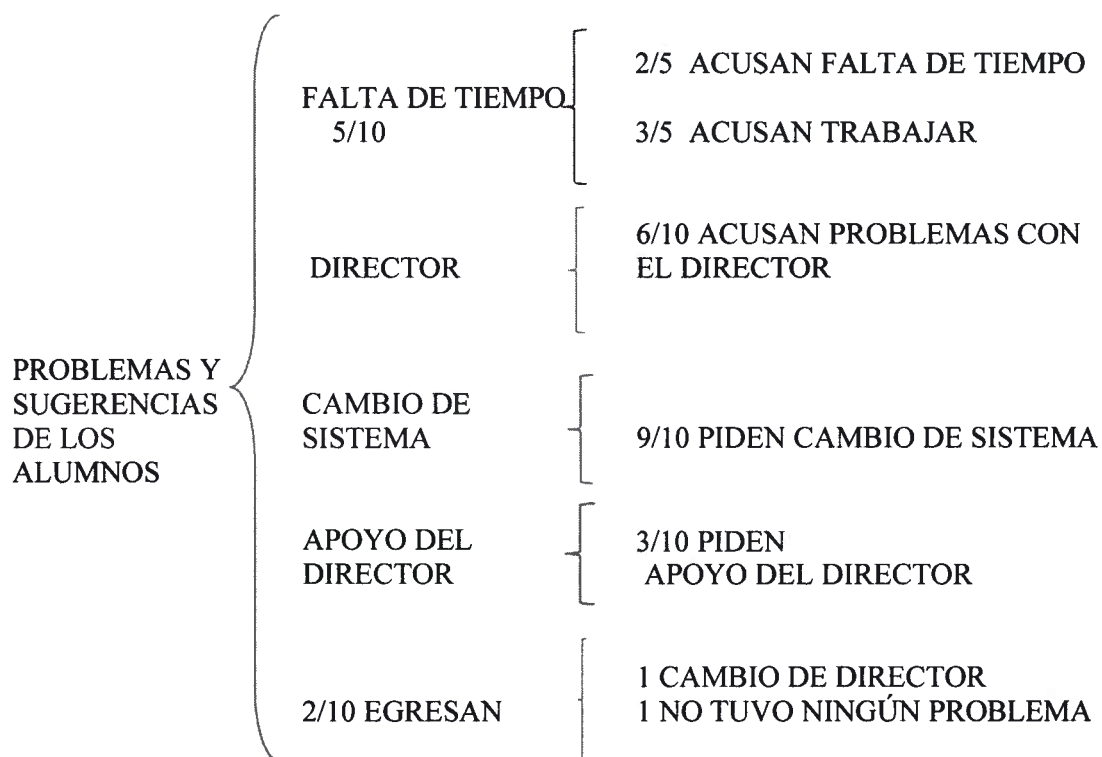 PROBLEMAS Y
SUGERENCIAS
DE LOS
ALUMNOS
FALTA DE TIEMPO
5/10
2/5 ACUSAN FALTA DE TIEMPO
3/5 ACUSAN TRABAJAR
DIRECTOR
6/10 ACUSAN PROBLEMAS CON
EL DIRECTOR
CAMBIO DE
SISTEMA
9/10 PIDEN CAMBIO DE SISTEMA
APOYO DEL
DIRECTOR
3/10 PIDEN
APOYO DEL DIRECTOR
2/10 EGRESAN
1 CAMBIO DE DIRECTOR
1 NO TUVO NINGÚN PROBLEMA